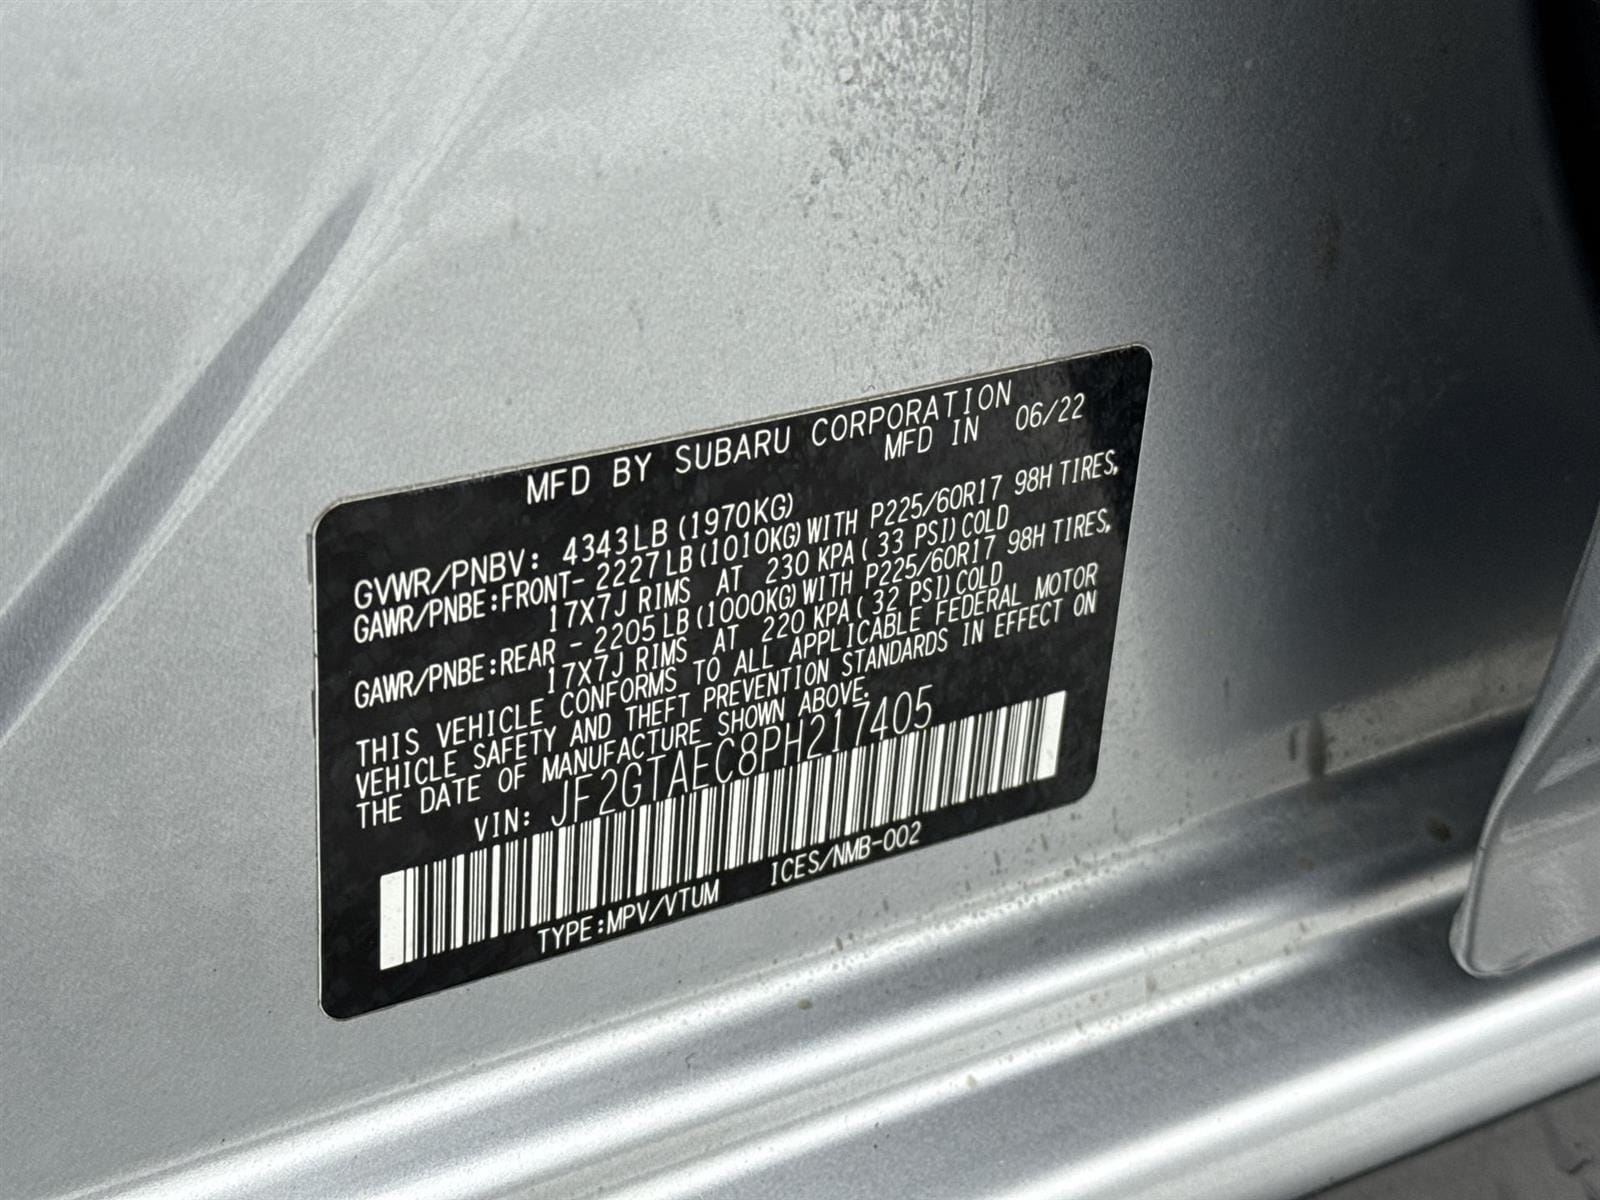 MFD BY SUBARU CORPORATION
MFD IN 06/22
GVWR/PNBV: 4343LB(1970KG)
GAWR/PNBE:FRONT- 2227LB(1010KG)WITH P225/60R17 98H TIRES,
17X7J RIMS AT 230 KPA( 33 PSI)COLD
GAWR/PNBE:REAR - 2205LB(1000KG)WITH P225/60R17 98H TIRES,
17X7J RIMS AT 220 KPA( 32 PSI)COLD
THIS VEHICLE CONFORMS TO ALL APPLICABLE FEDERAL MOTOR
VEHICLE SAFETY AND THEFT PREVENTION STANDARDS IN EFFECT ON
THE DATE OF MANUFACTURE SHOWN ABOVE.
VIN: JF2GTAEC8PH217405
TYPE:MPV/VTUM ICES/NMB-002